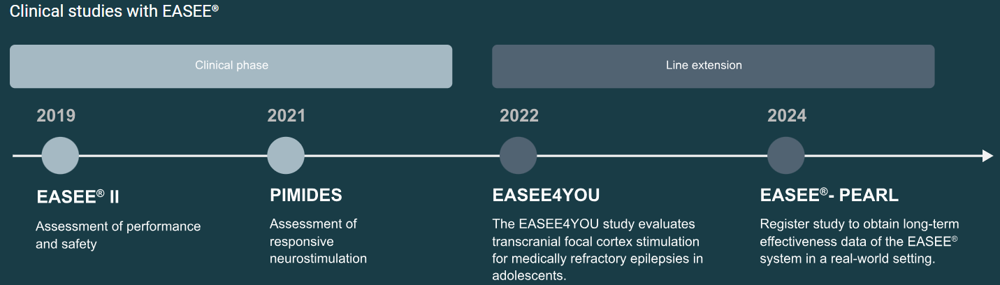 Clinical studies with EASEE®
Clinical phase
Line extension
2019
2021
2022
2024
EASEE® II
Assessment of performance
and safety
PIMIDES
Assessment of
responsive
neurostimulation
EASEE4YOU
The EASEE4YOU study evaluates
transcranial focal cortex stimulation
for medically refractory epilepsies in
adolescents.
EASEE®- PEARL
Register study to obtain long-term
effectiveness data of the EASEE®
system in a real-world setting.